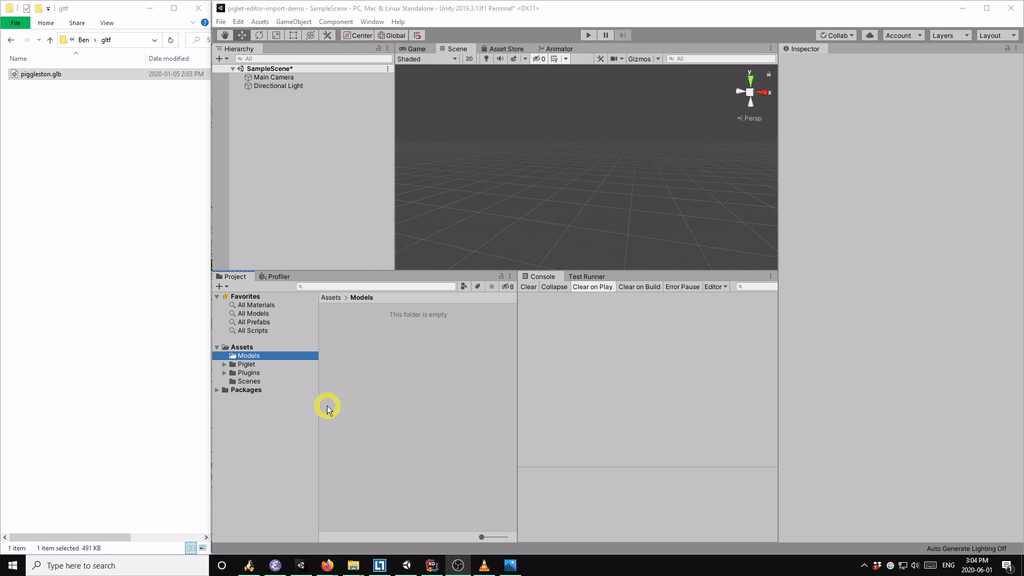 gltf
File Home Share View
Ben > gltf
Name Date modified
piggleston.glb 2020-01-05 2:03 PM
1 item 1 item selected 491 KB
piglet-editor-import-demo - SampleScene - PC, Mac & Linux Standalone - Unity 2019.3.13f1 Personal* <DX11>
File Edit Assets GameObject Component Window Help
Center Global Collab Account Layers Layout
Hierarchy
All
SampleScene*
Main Camera
Directional Light
Game Scene Asset Store Animator
Shaded 2D 0 Gizmos All
y
x
Persp
Inspector
Project Profiler
8
Favorites
All Materials
All Models
All Prefabs
All Scripts
Assets
Models
Piglet
Plugins
Scenes
Packages
Assets > Models
This folder is empty
Console Test Runner
Clear Collapse Clear on Play Clear on Build Error Pause Editor
Auto Generate Lighting Off
Type here to search
ENG 3:04 PM
2020-06-01